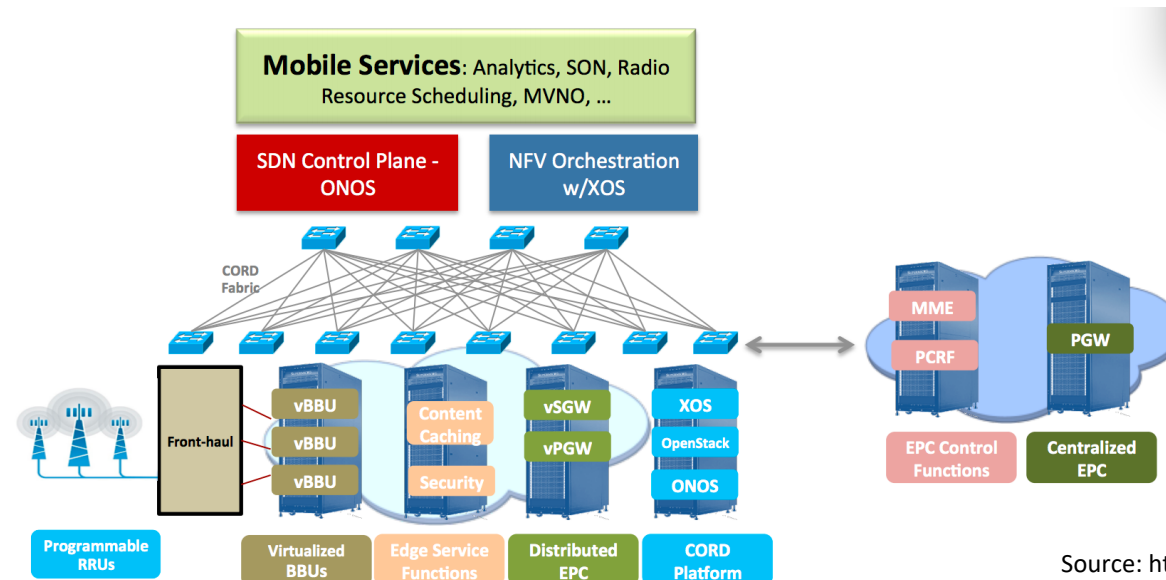 Mobile Services: Analytics, SON, Radio
Resource Scheduling, MVNO, ...
SDN Control Plane -
ONOS
NFV Orchestration
w/XOS
CORD
Fabric
MME
PCRF
PGW
Front-haul
vBBU
vBBU
vBBU
Content
Caching
Security
vSGW
vPGW
XOS
OpenStack
ONOS
EPC Control
Functions
Centralized
EPC
Programmable
RRUs
Virtualized
BBUs
Edge Service
Functions
Distributed
EPC
CORD
Platform
Source: ht